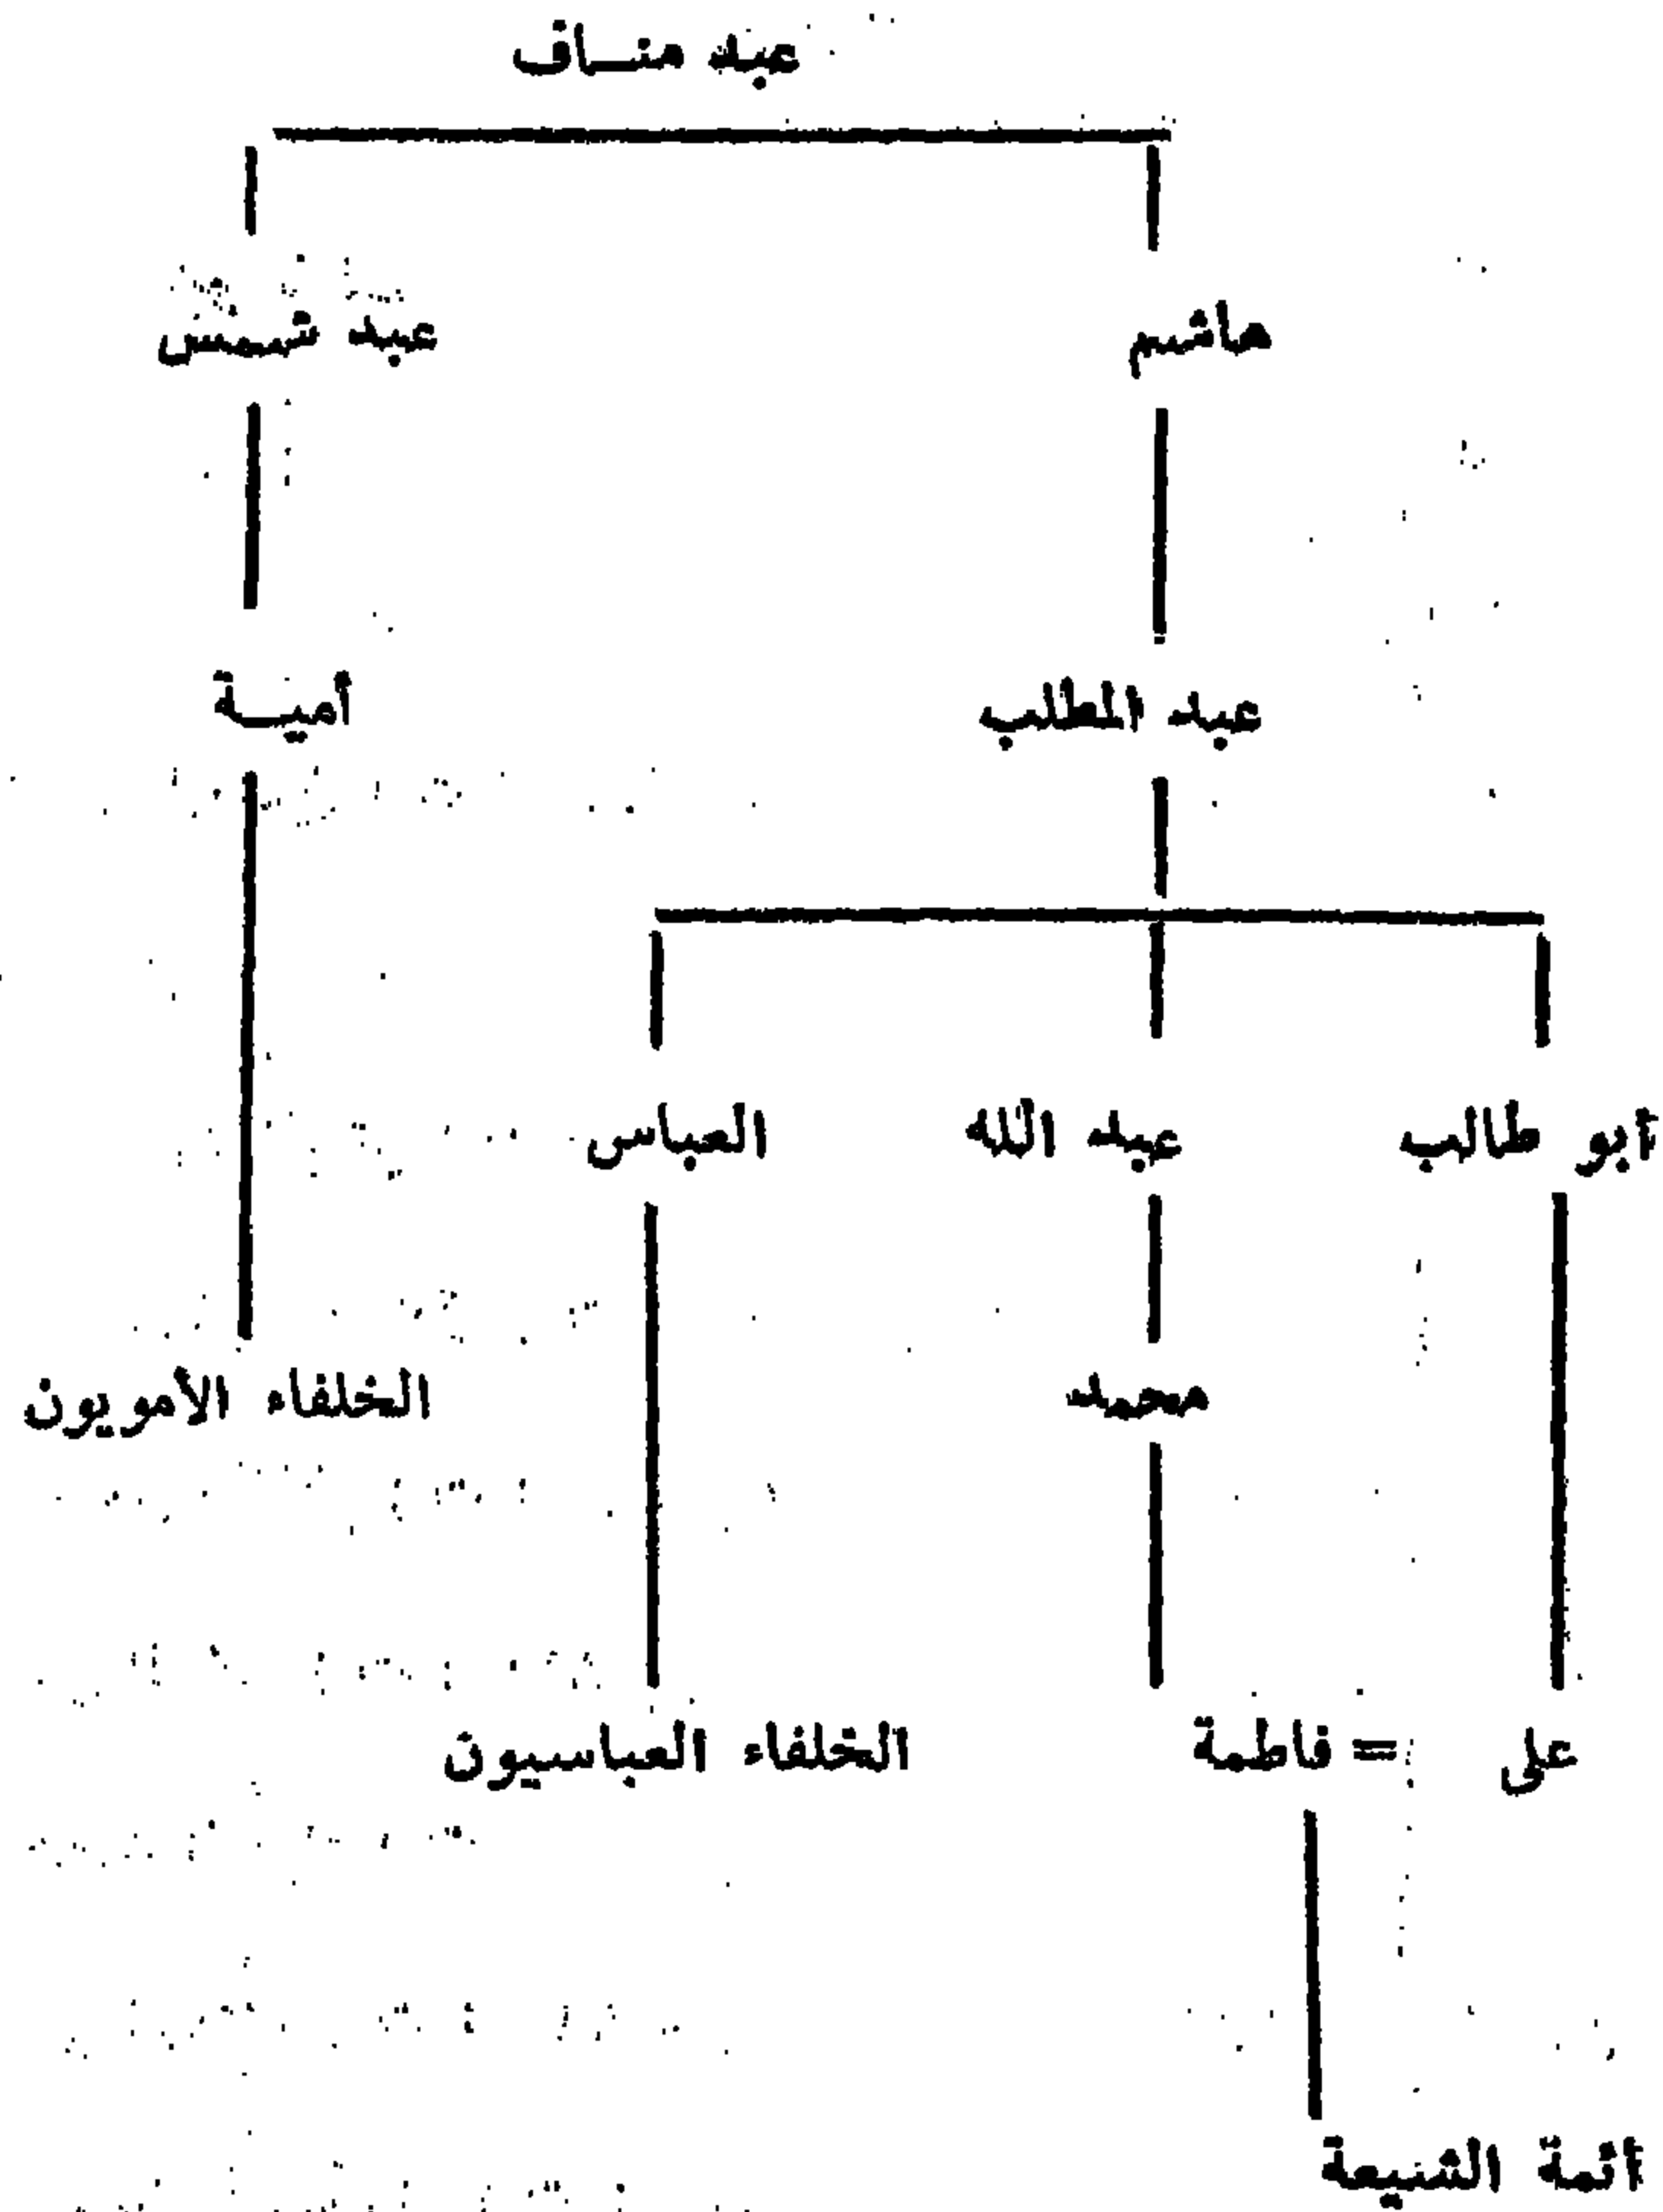 عبد منـاف
هاشم
عبد شمس
عبد المطلب
أميـة
أبو طالب
عبد الله
العباس
محمد
الخلفاء الأمويون
على = فاطمة
الخلفاء العباسيون
ائمة الشيعة